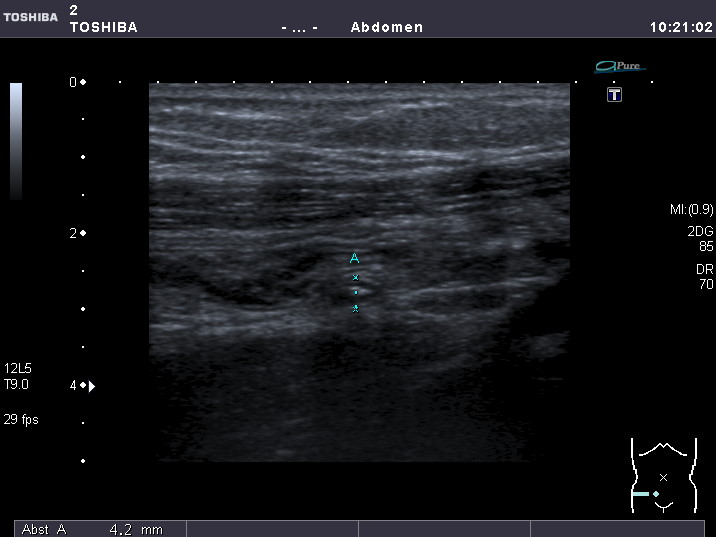 TOSHIBA
2
TOSHIBA
- ... -
Abdomen
10:21:02
0
aPure
T
A
2
4
MI:(0.9)
2DG
85
DR
70
12L5
T9.0
29 fps
Abst A 4.2 mm